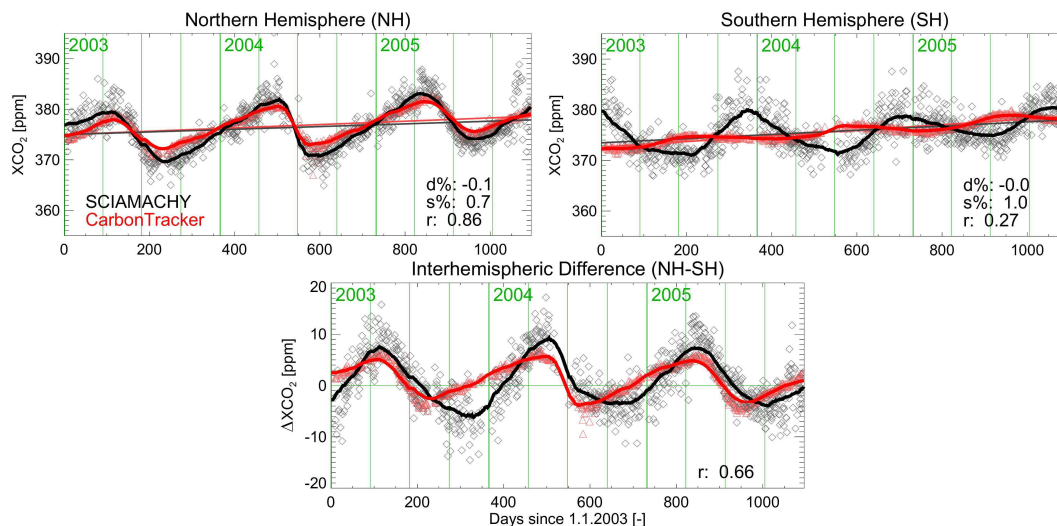 Northern Hemisphere (NH)
2003 2004 2005
XCO₂ [ppm]
390
380
370
360
SCIAMACHY
CarbonTracker
d%: -0.1
s%: 0.7
r: 0.86
0 200 400 600 800 1000
Southern Hemisphere (SH)
2003 2004 2005
XCO₂ [ppm]
390
380
370
360
d%: -0.0
s%: 1.0
r: 0.27
0 200 400 600 800 1000
Interhemispheric Difference (NH-SH)
2003 2004 2005
ΔXCO₂ [ppm]
20
10
0
-10
-20
r: 0.66
0 200 400 600 800 1000
Days since 1.1.2003 [-]